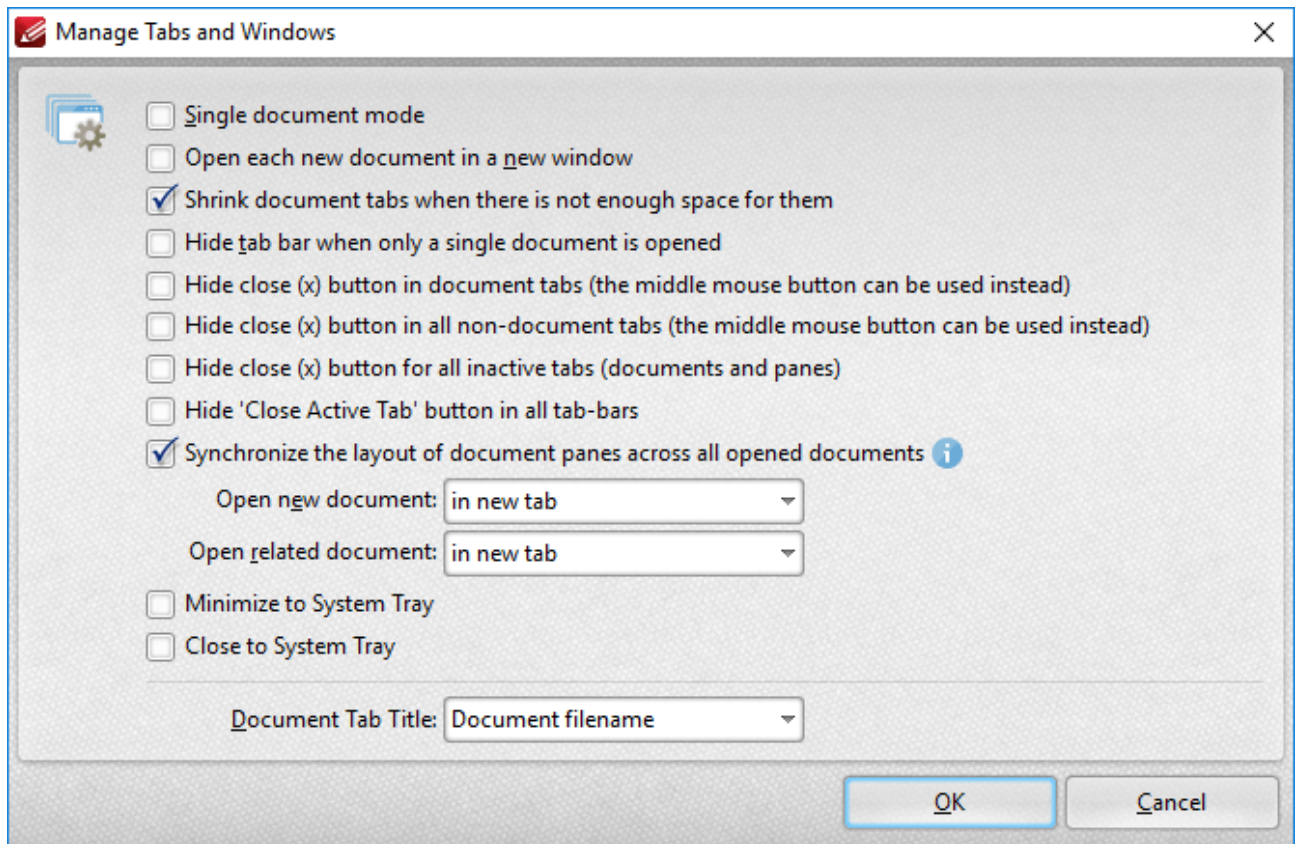 Manage Tabs and Windows
Single document mode
Open each new document in a new window
Shrink document tabs when there is not enough space for them
Hide tab bar when only a single document is opened
Hide close (x) button in document tabs (the middle mouse button can be used instead)
Hide close (x) button in all non-document tabs (the middle mouse button can be used instead)
Hide close (x) button for all inactive tabs (documents and panes)
Hide 'Close Active Tab' button in all tab-bars
Synchronize the layout of document panes across all opened documents i
Open new document: in new tab
Open related document: in new tab
Minimize to System Tray
Close to System Tray
Document Tab Title: Document filename
OK Cancel